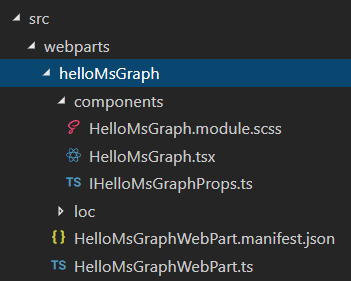 src
webparts
helloMsGraph
components
HelloMsGraph.module.scss
HelloMsGraph.tsx
TS IHelloMsGraphProps.ts
loc
{ } HelloMsGraphWebPart.manifest.json
TS HelloMsGraphWebPart.ts